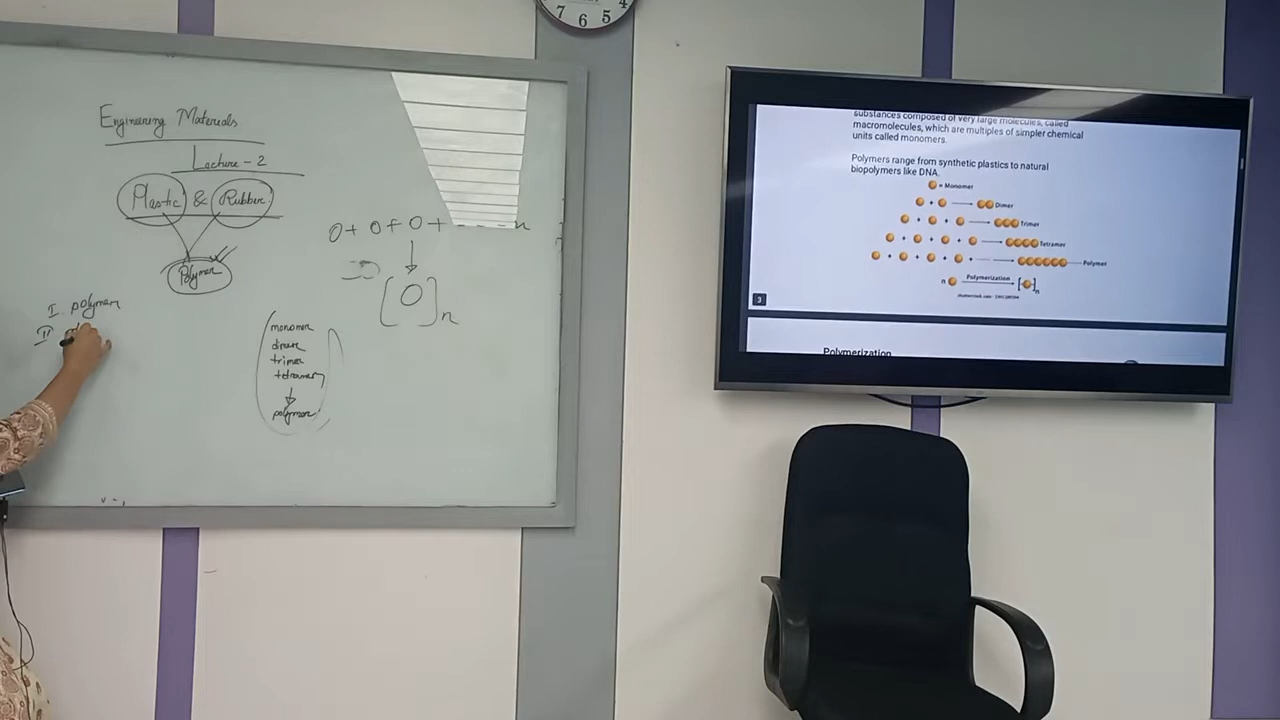 7 6 5 4
Engineering Materials
Lecture - 2
Plastic & Rubber
Polymer
I. polymer
II
O + O + O + - - - - n
[O]n
monomer
dimer
trimer
tetramer
polymer
substances composed of very large molecules, called
macromolecules, which are multiples of simpler chemical
units called monomers.
Polymers range from synthetic plastics to natural
biopolymers like DNA.
= Monomer
+ Dimer
+ + Trimer
+ + + Tetramer
+ + + + Polymer
n Polymerization [ ]n
3
Polymerization